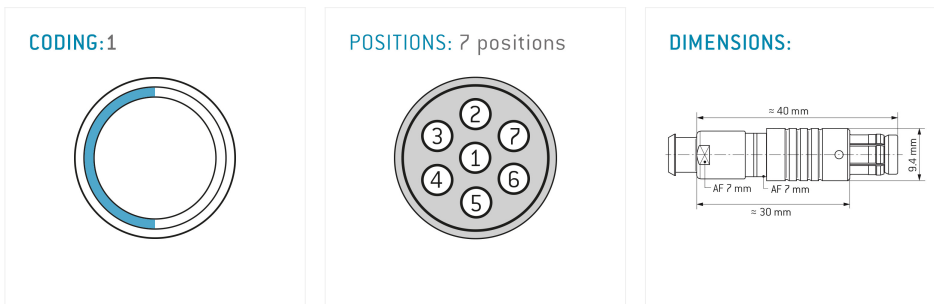 CODING:1
POSITIONS: 7 positions
2
3
7
1
4
6
5
DIMENSIONS:
≈ 40 mm
9,4 mm
AF 7 mm
AF 7 mm
≈ 30 mm